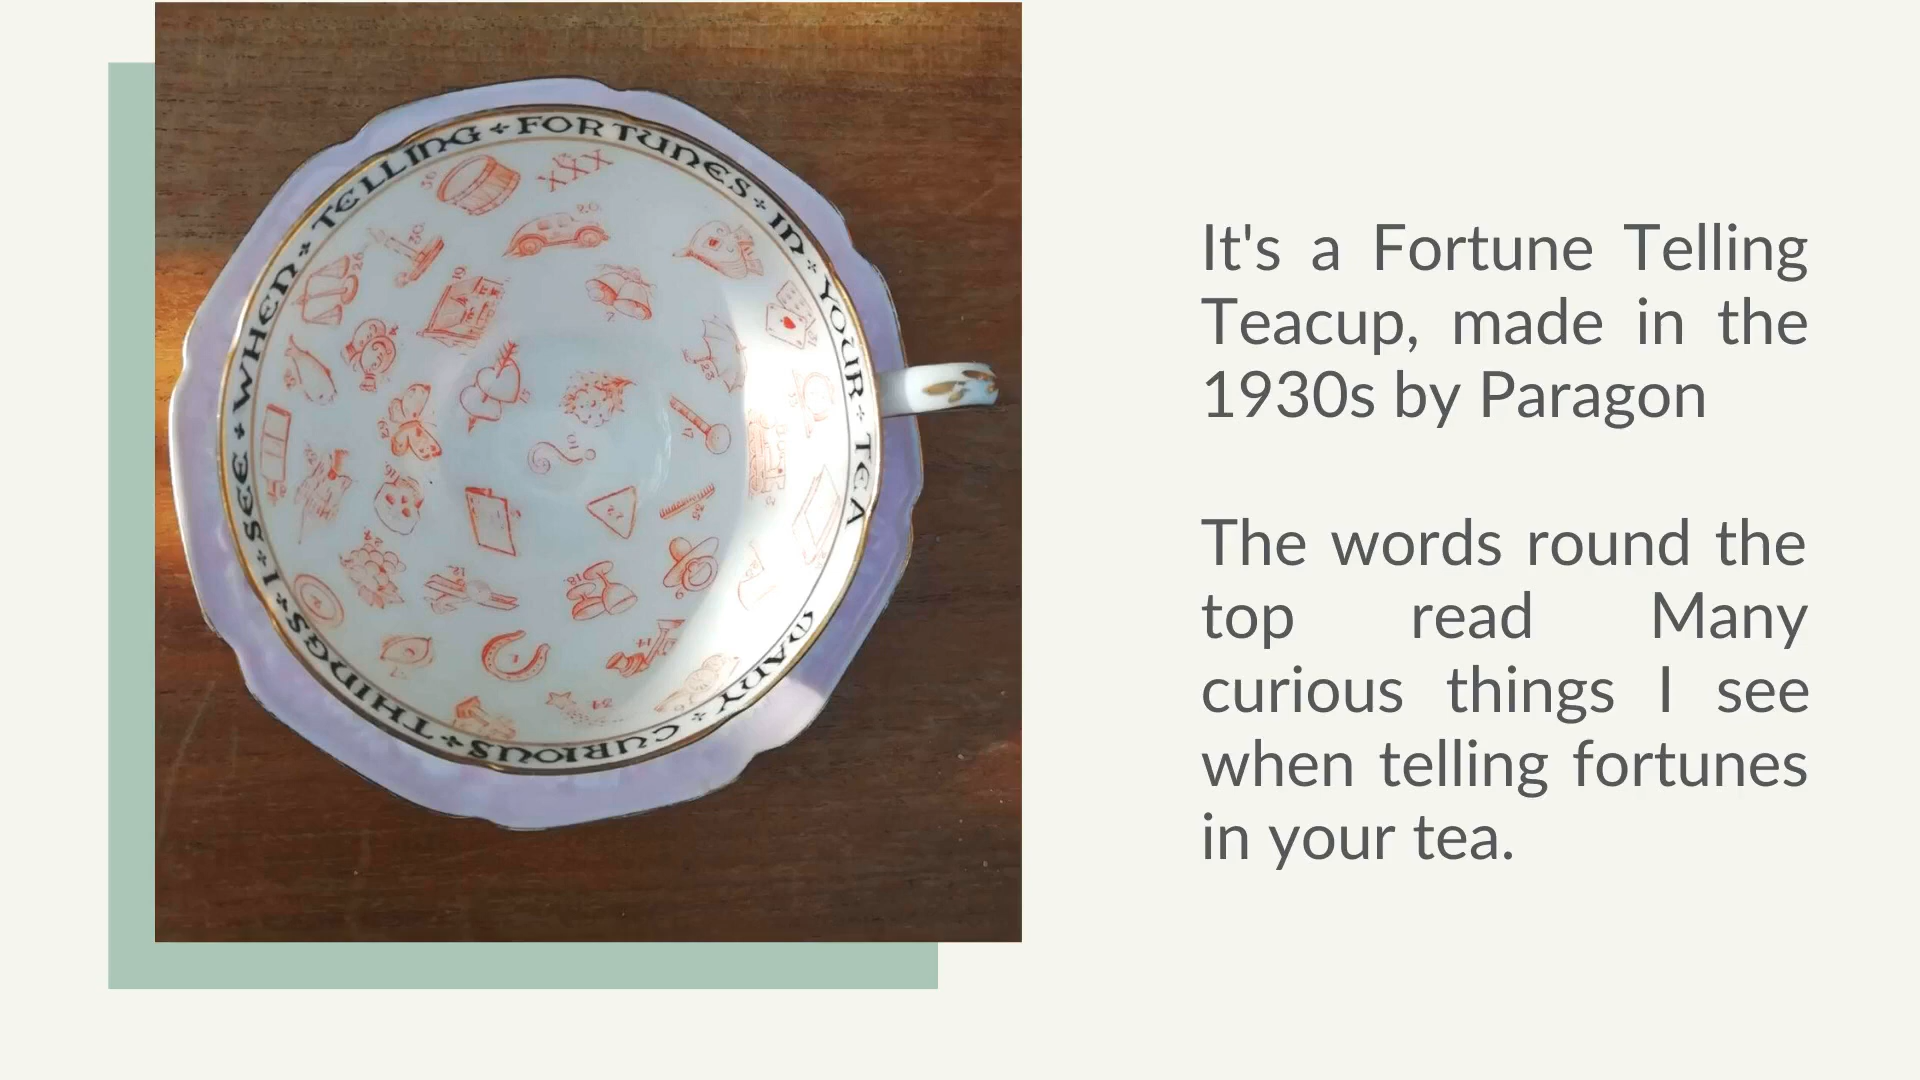 MANY CURIOUS THINGS I SEE WHEN TELLING FORTUNES IN YOUR TEA
It's a Fortune Telling
Teacup, made in the
1930s by Paragon
The words round the
top read Many
curious things I see
when telling fortunes
in your tea.